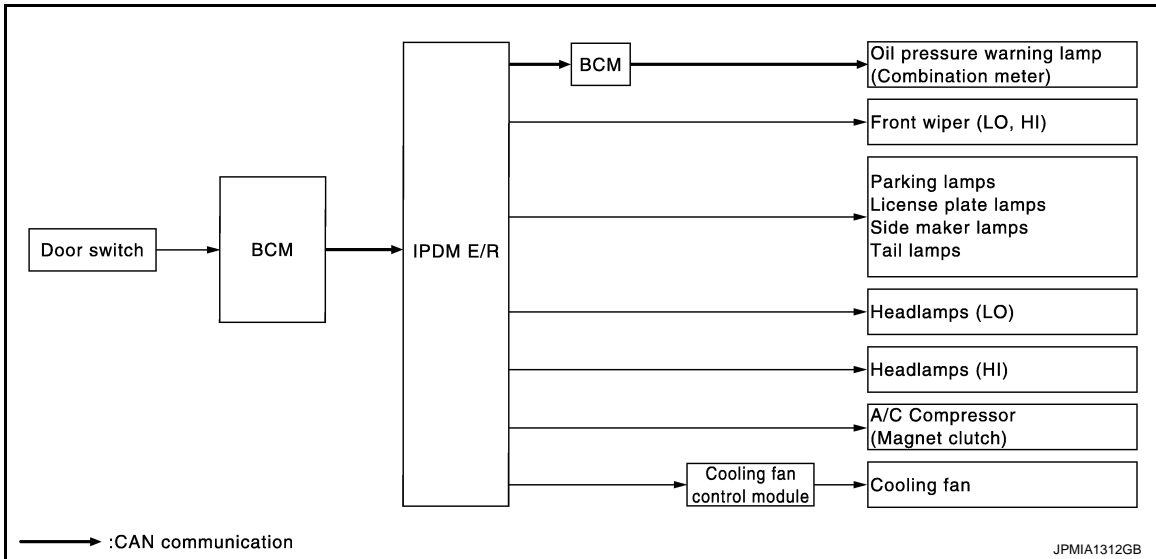 Door switch
BCM
IPDM E/R
BCM
Oil pressure warning lamp
(Combination meter)
Front wiper (LO, HI)
Parking lamps
License plate lamps
Side maker lamps
Tail lamps
Headlamps (LO)
Headlamps (HI)
A/C Compressor
(Magnet clutch)
Cooling fan
control module
Cooling fan
:CAN communication
JPMIA1312GB